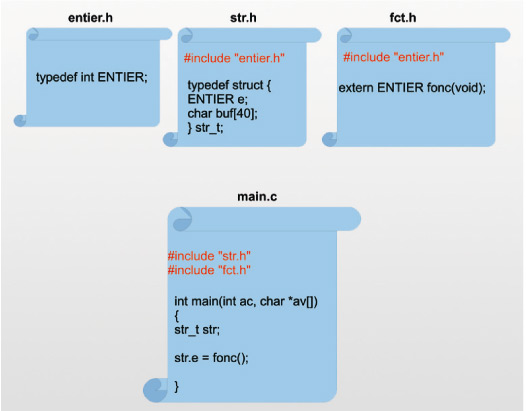 entier.h
typedef int ENTIER;
str.h
#include "entier.h"
typedef struct {
ENTIER e;
char buf[40];
} str_t;
fct.h
#include "entier.h"
extern ENTIER fonc(void);
main.c
#include "str.h"
#include "fct.h"
int main(int ac, char *av[])
{
str_t str;
str.e = fonc();
}